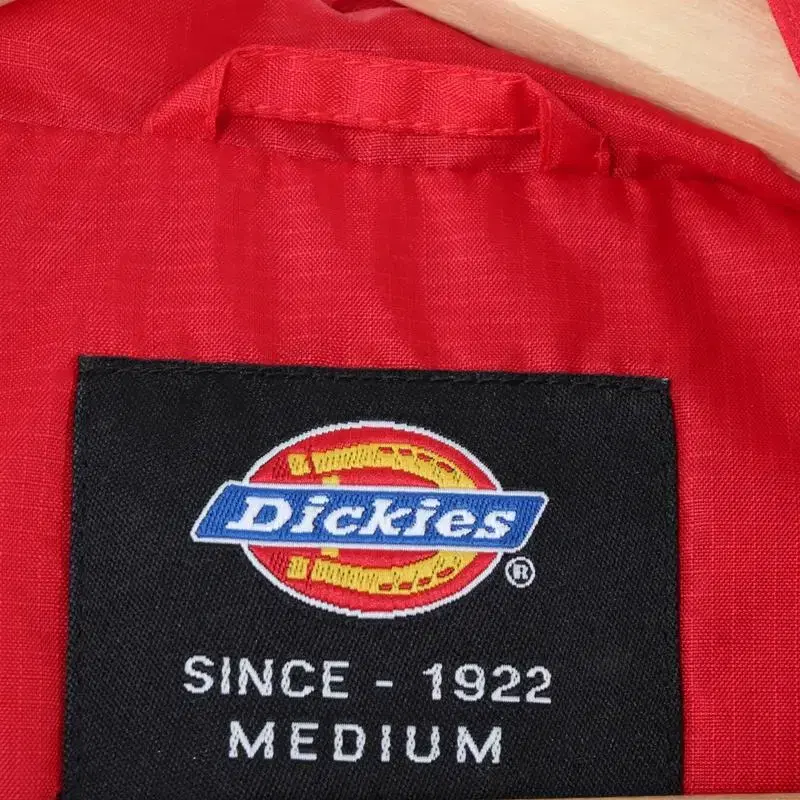 Dickies
®
SINCE - 1922
MEDIUM